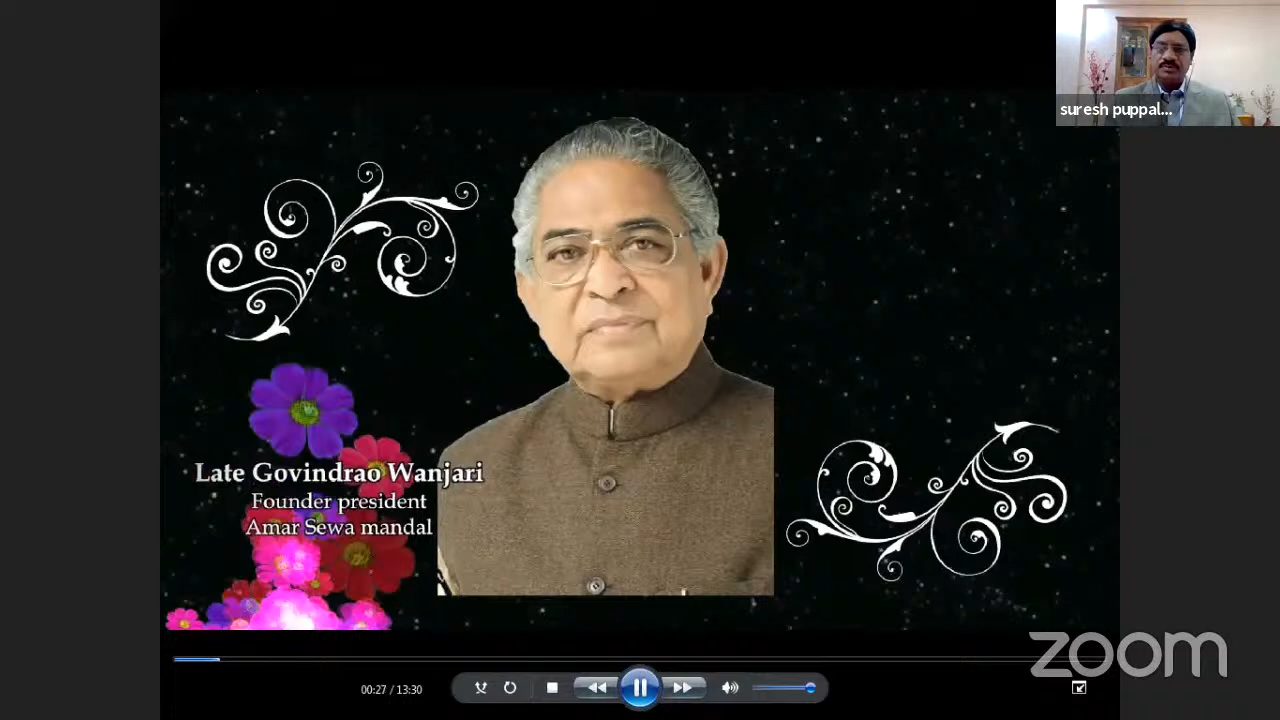 suresh puppal...
Late Govindrao Wanjari
Founder president
Amar Sewa mandal
zoom
00:27 / 13:30